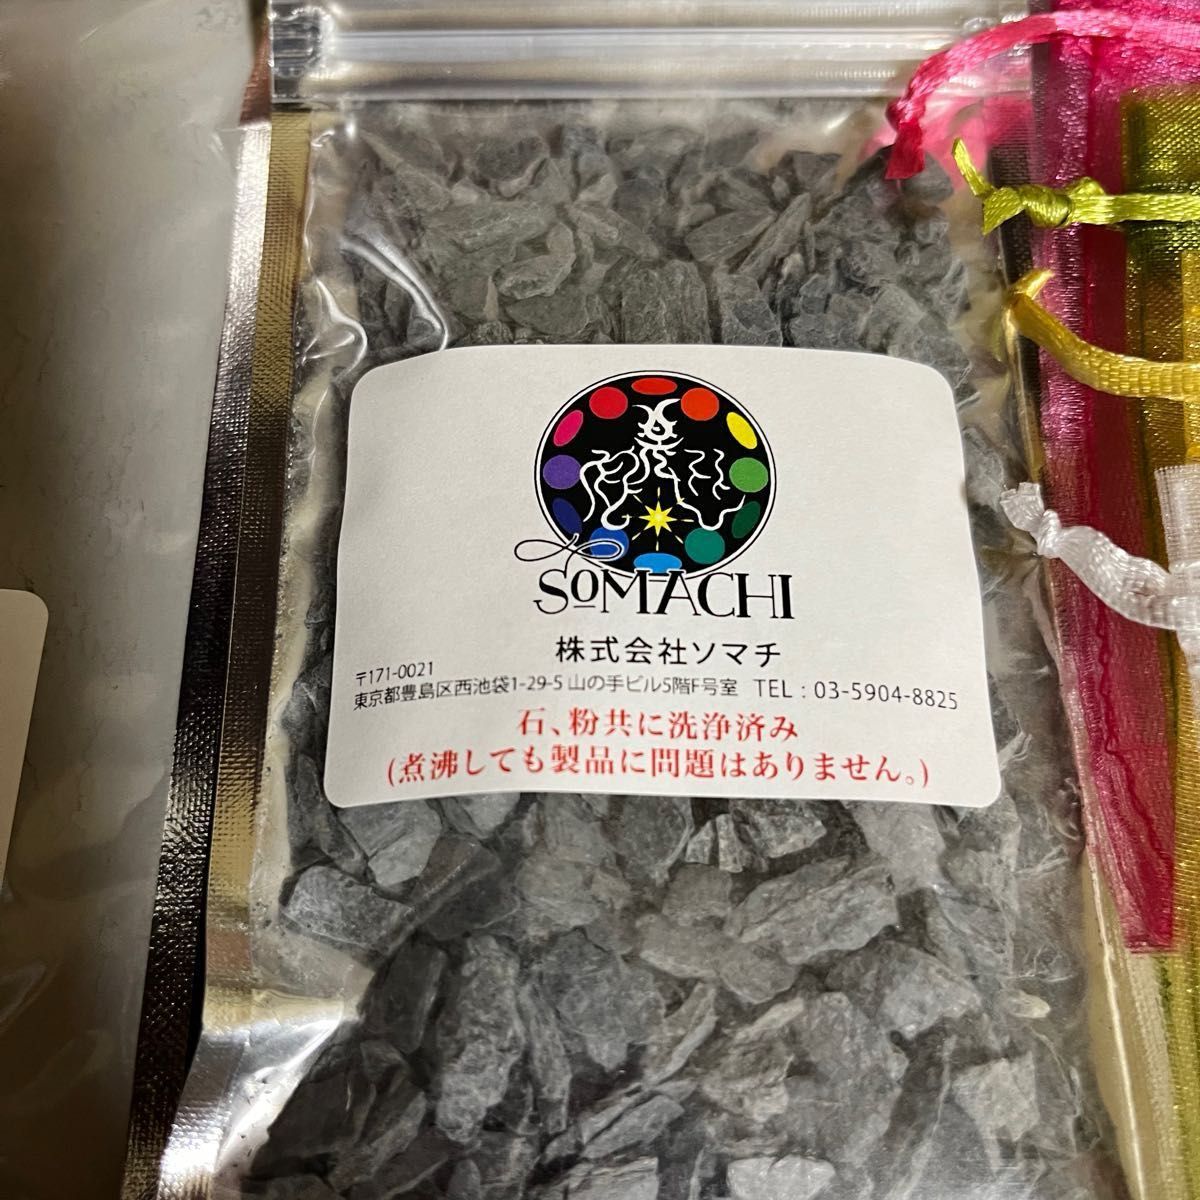 SoMACHI
株式会社ソマチ
〒171-0021
東京都豊島区西池袋1-29-5 山の手ビル5階F号室 TEL : 03-5904-8825
石、粉共に洗浄済み
(煮沸しても製品に問題はありません。)